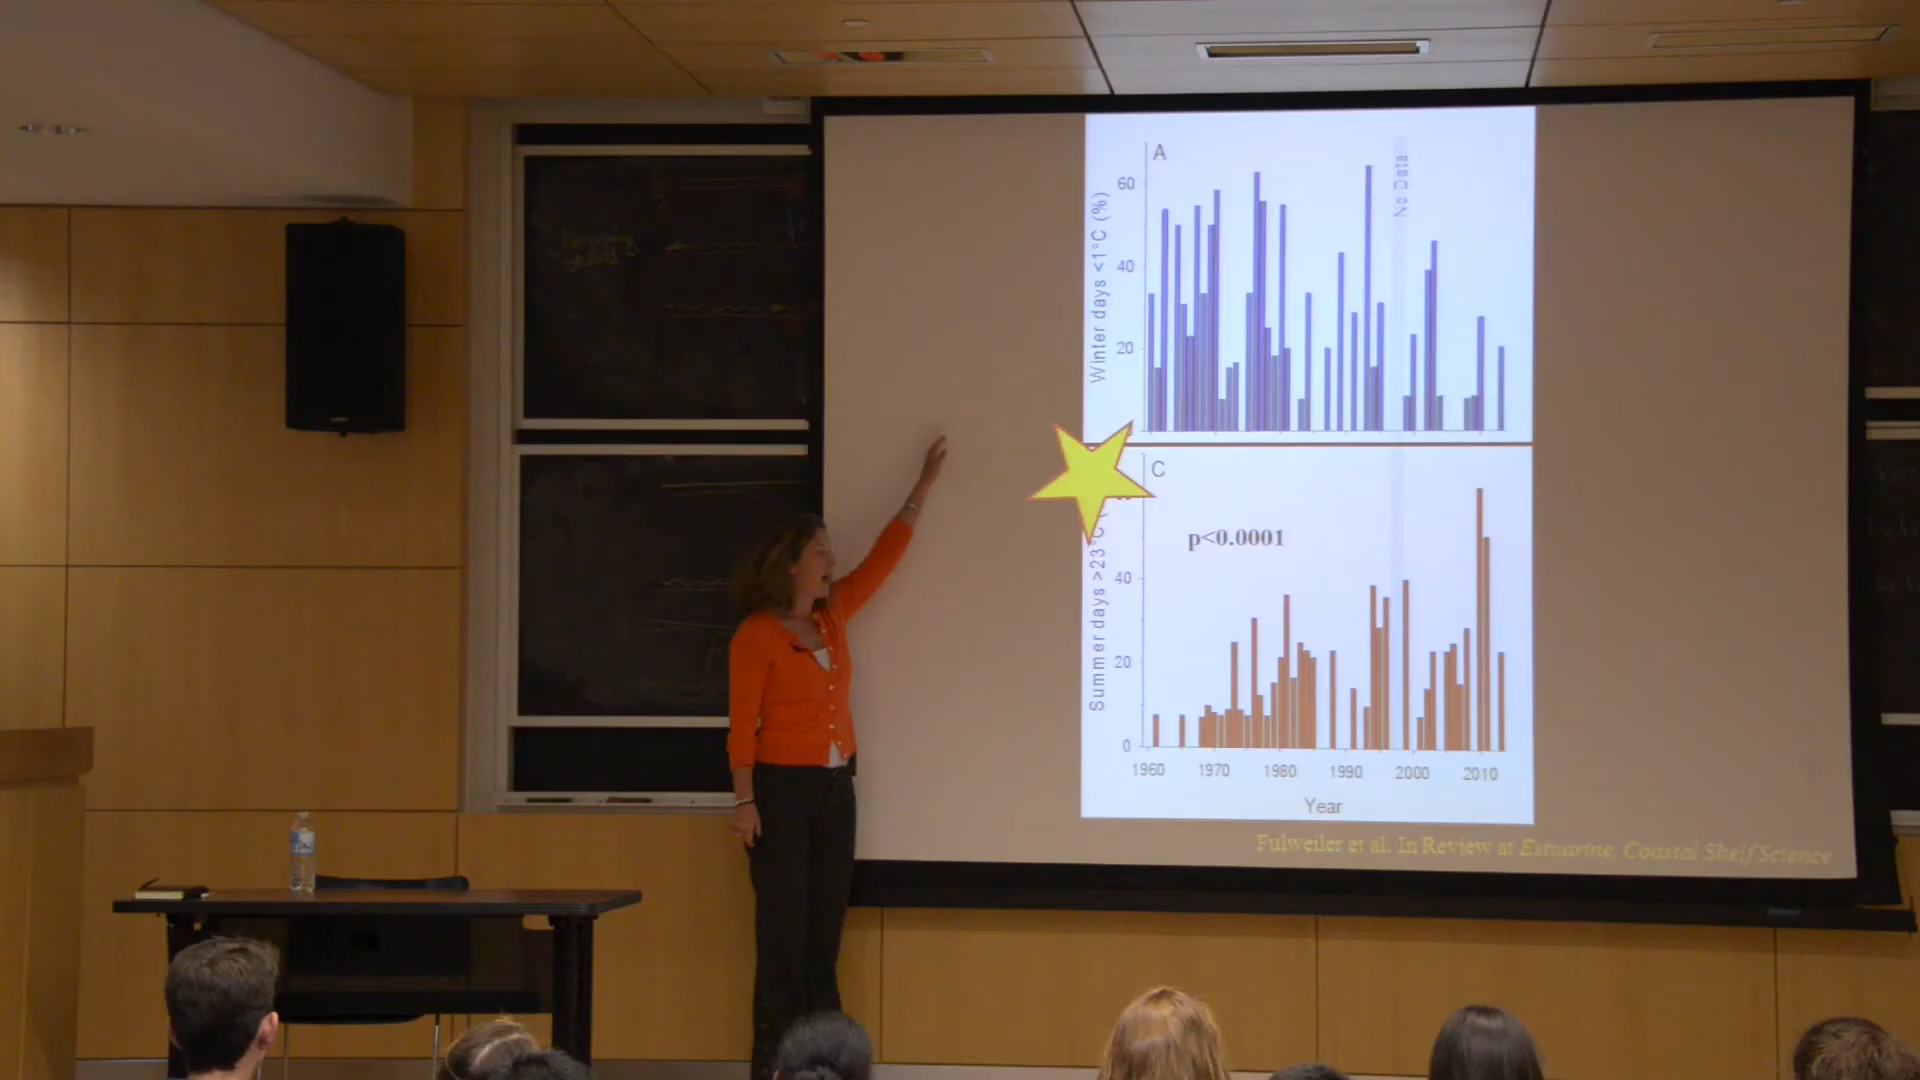 A
No Data
Winter days <1°C (%)
60
40
20
C
p<0.0001
Summer days >23°C
40
20
0
1960 1970 1980 1990 2000 2010
Year
Fulweiler et al. In Review at Estuarine, Coastal Shelf Science